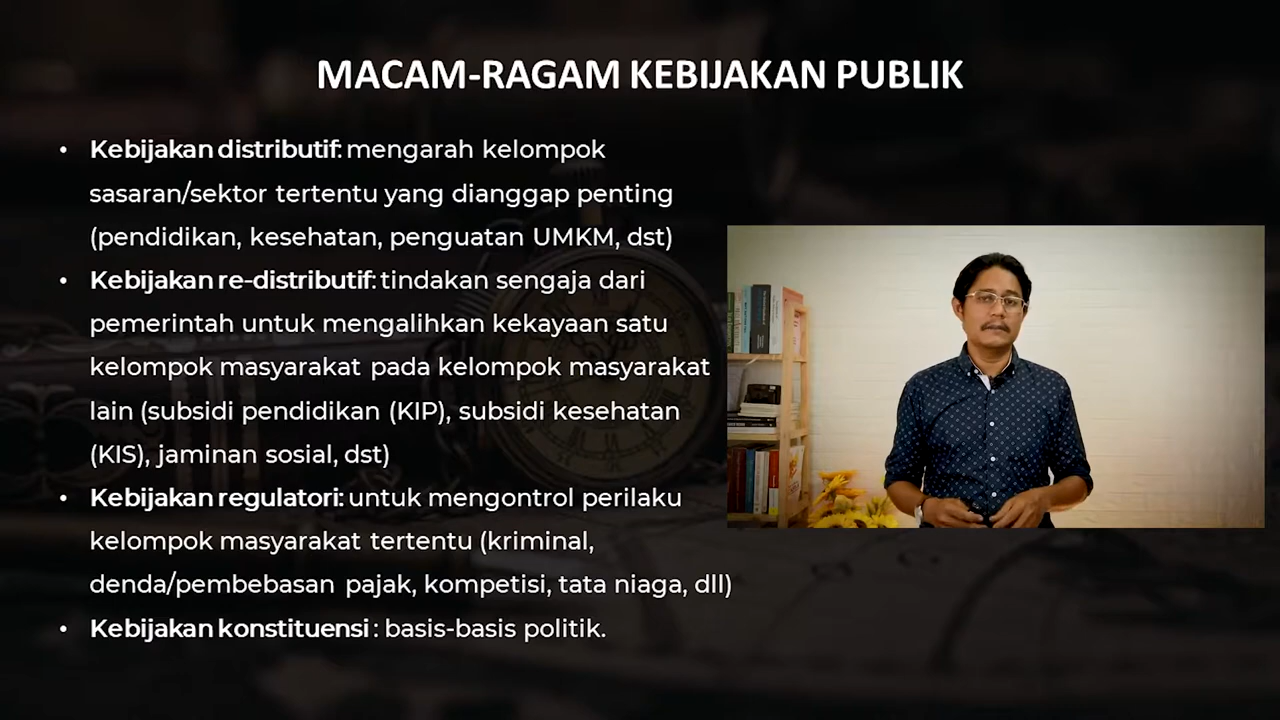 MACAM-RAGAM KEBIJAKAN PUBLIK
• Kebijakan distributif: mengarah kelompok
sasaran/sektor tertentu yang dianggap penting
(pendidikan, kesehatan, penguatan UMKM, dst)
• Kebijakan re-distributif: tindakan sengaja dari
pemerintah untuk mengalihkan kekayaan satu
kelompok masyarakat pada kelompok masyarakat
lain (subsidi pendidikan (KIP), subsidi kesehatan
(KIS), jaminan sosial, dst)
• Kebijakan regulatori: untuk mengontrol perilaku
kelompok masyarakat tertentu (kriminal,
denda/pembebasan pajak, kompetisi, tata niaga, dll)
• Kebijakan konstituensi : basis-basis politik.